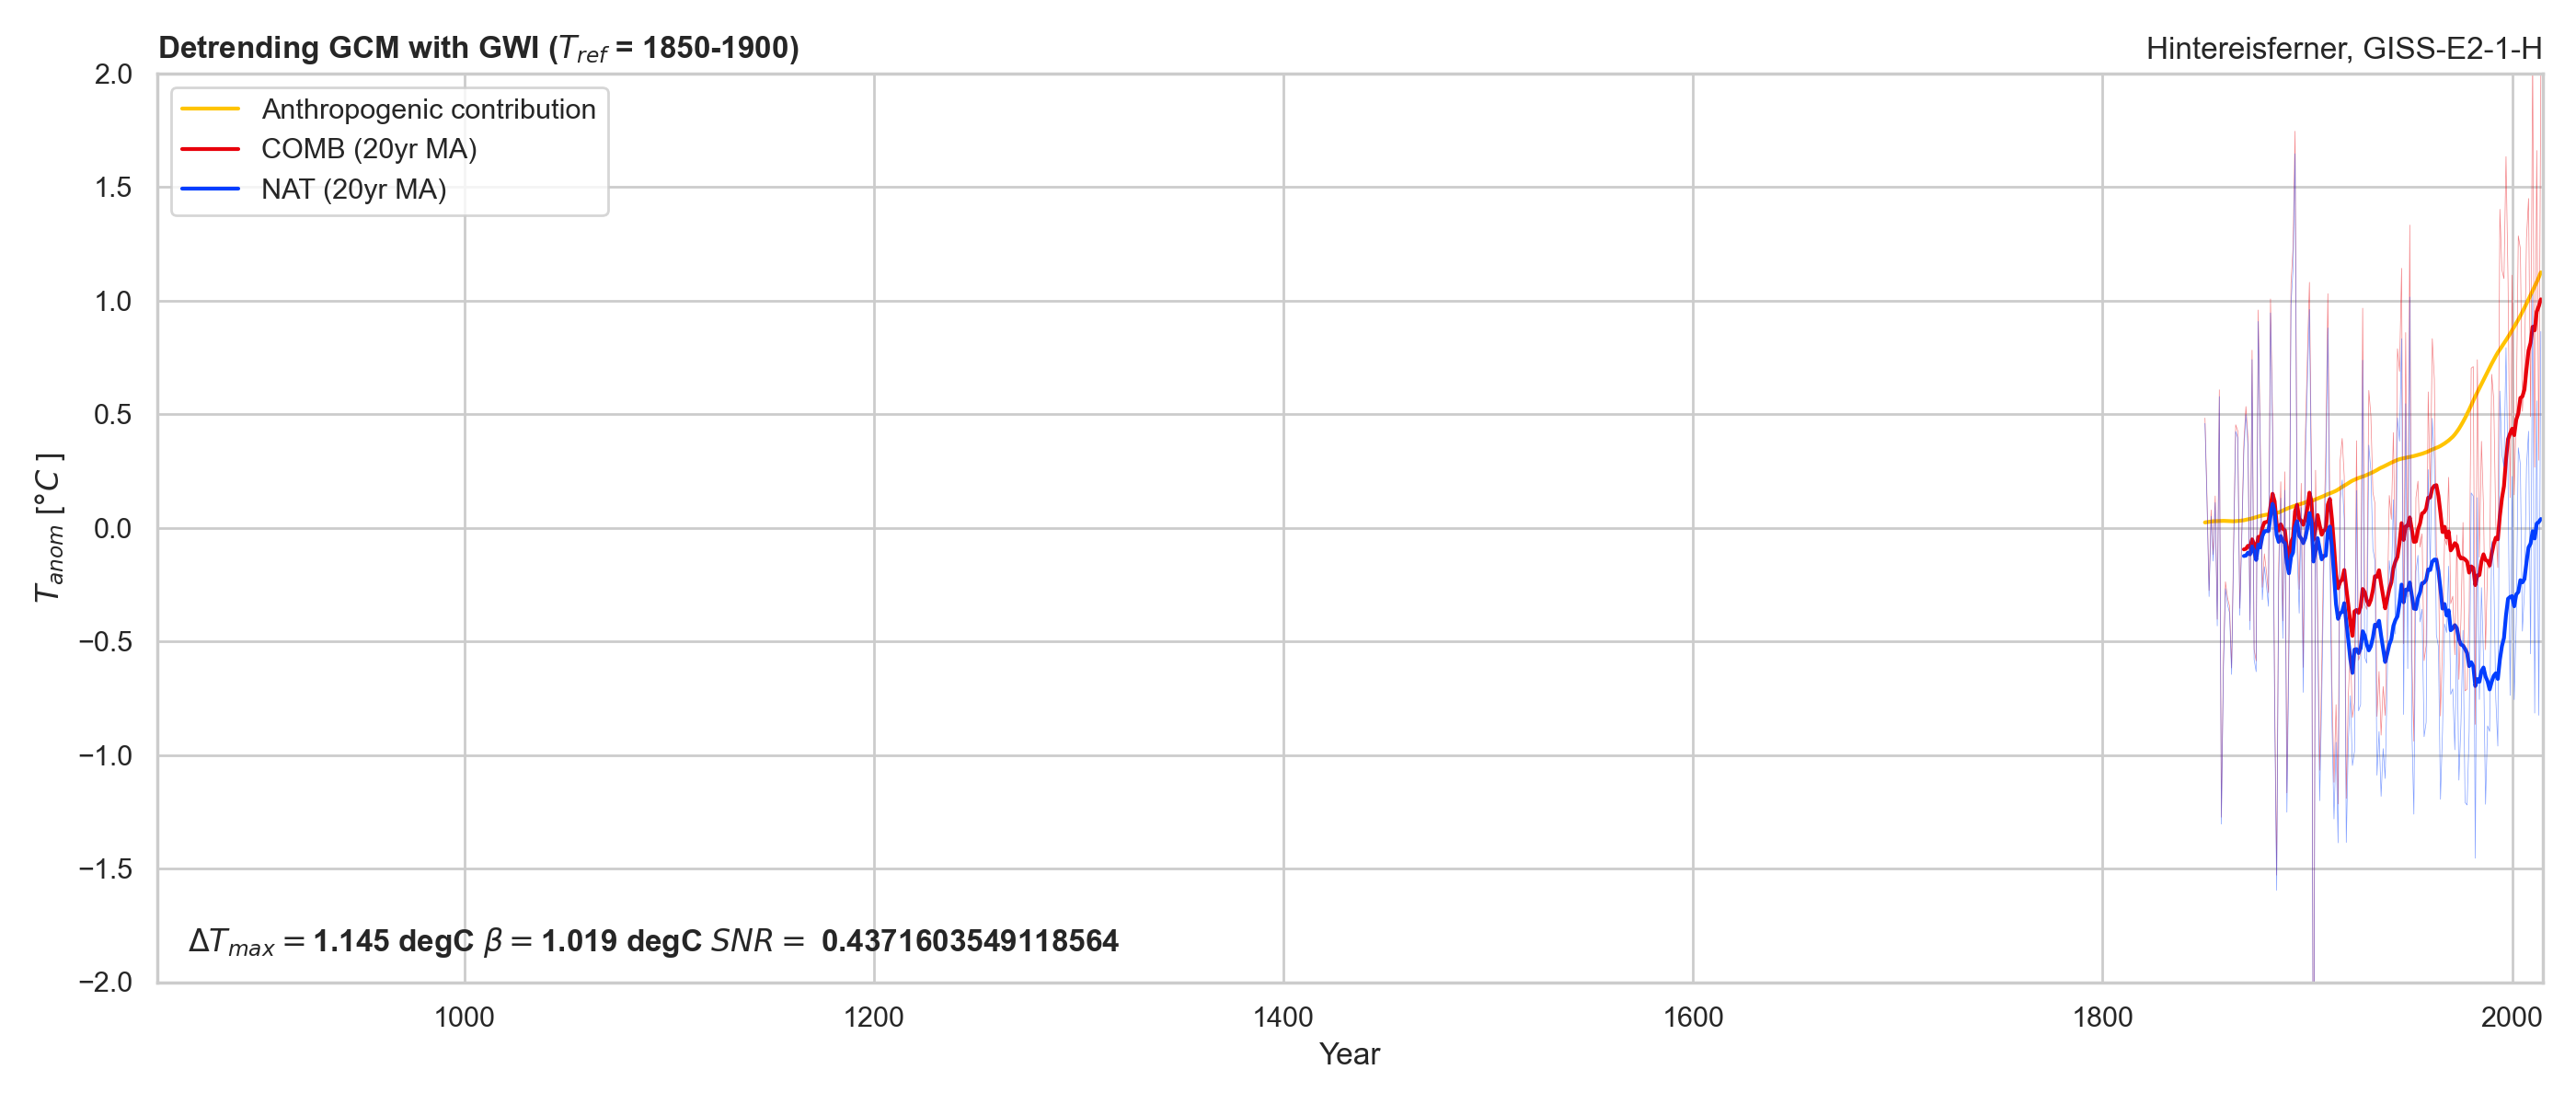 Detrending GCM with GWI (T_ref = 1850-1900)
Hintereisferner, GISS-E2-1-H
2.0
1.5
1.0
0.5
0.0
−0.5
−1.0
−1.5
−2.0
T_anom [°C]
Anthropogenic contribution
COMB (20yr MA)
NAT (20yr MA)
ΔT_max = 1.145 degC β = 1.019 degC SNR = 0.4371603549118564
1000 1200 1400 1600 1800 2000
Year